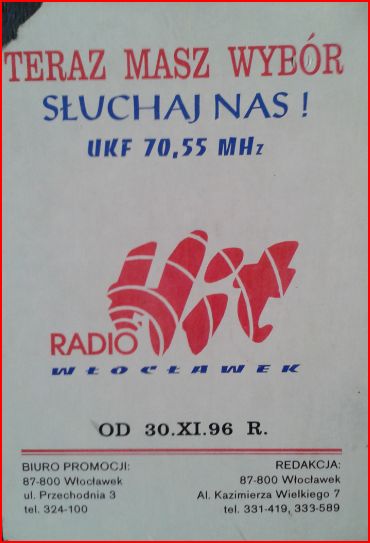 TERAZ MASZ WYBÓR
SŁUCHAJ NAS !
UKF 70,55 MHz
RADIO Hit
WŁOCŁAWEK
OD 30.XI.96 R.
BIURO PROMOCJI:
87-800 Włocławek
ul. Przechodnia 3
tel. 324-100
REDAKCJA:
87-800 Włocławek
Al. Kazimierza Wielkiego 7
tel. 331-419, 333-589